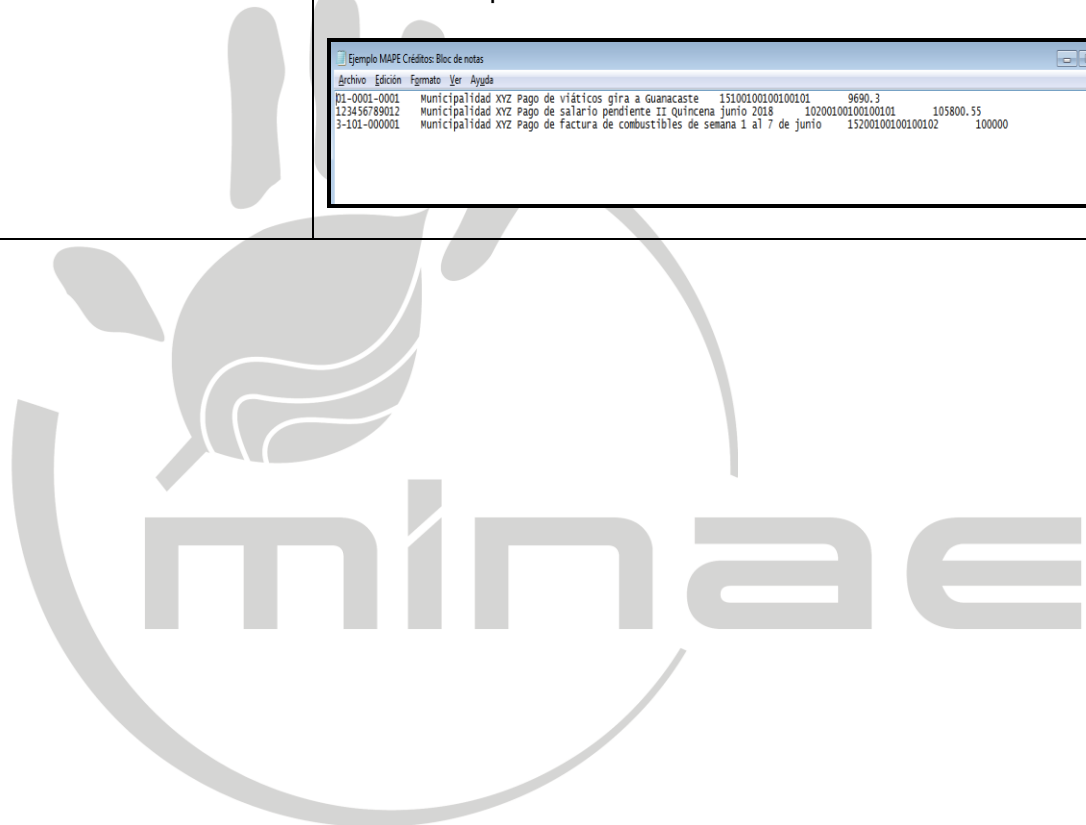 Ejemplo MAPE Créditos: Bloc de notas
Archivo Edición Formato Ver Ayuda
01-0001-0001 Municipalidad XYZ Pago de viáticos gira a Guanacaste 15100100100100101 9690.3
123456789012 Municipalidad XYZ Pago de salario pendiente II Quincena junio 2018 10200100100100101 105800.55
3-101-000001 Municipalidad XYZ Pago de factura de combustibles de semana 1 al 7 de junio 15200100100100102 100000
minae